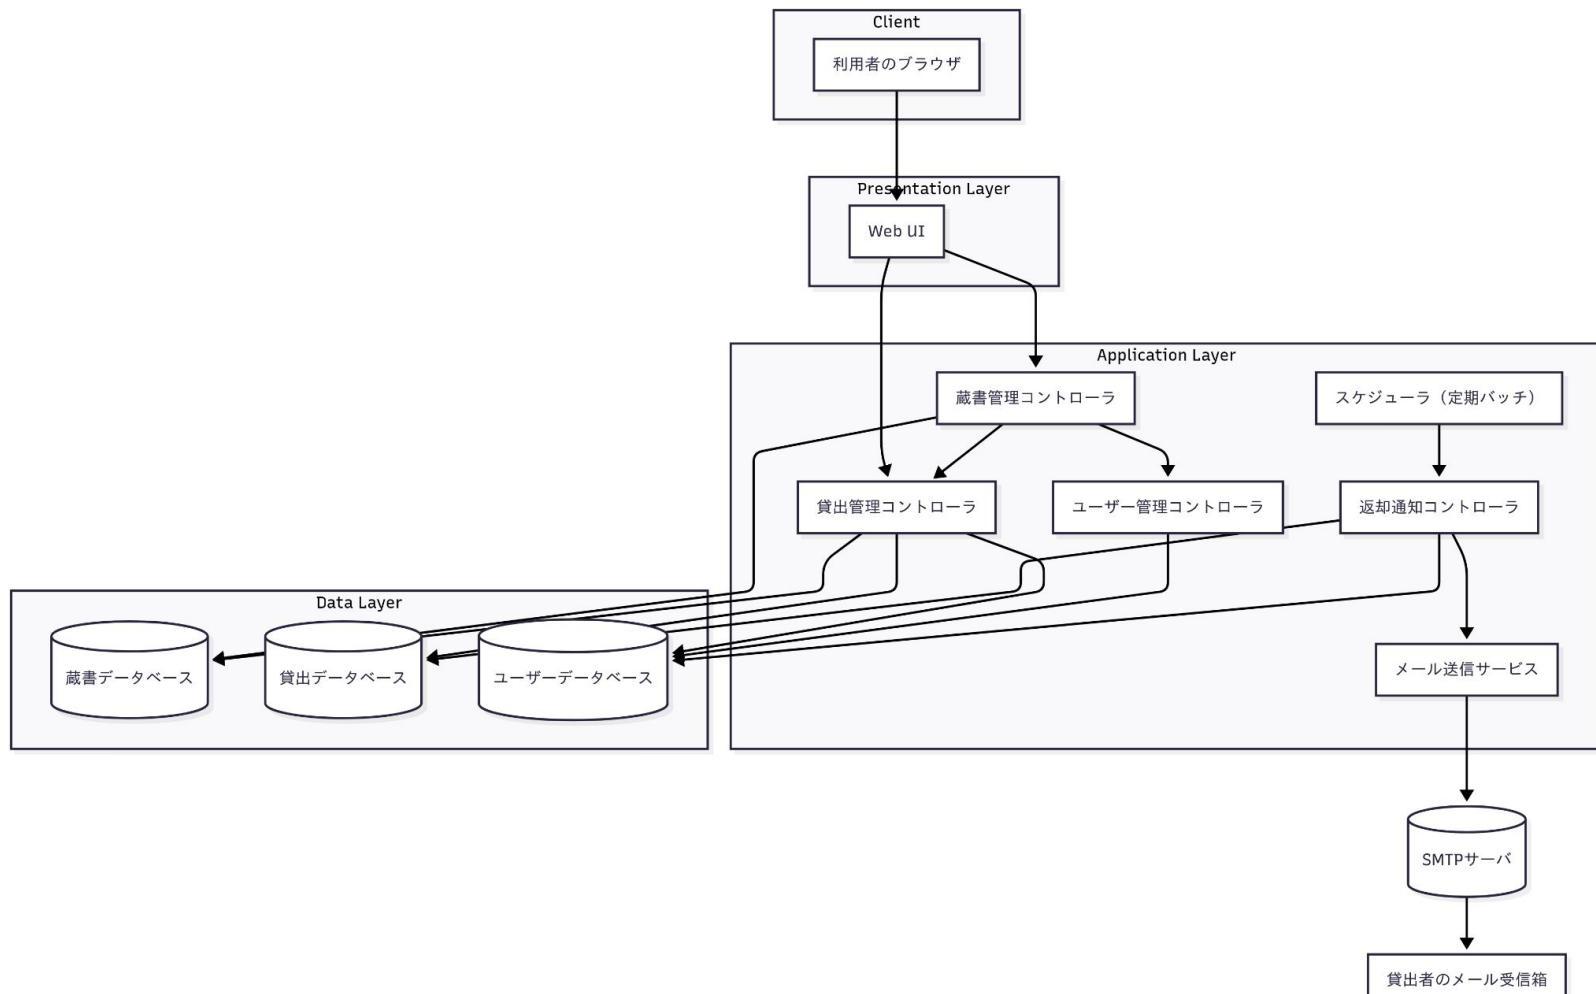 Client
利用者のブラウザ
Presentation Layer
Web UI
Application Layer
蔵書管理コントローラ
スケジューラ（定期バッチ）
貸出管理コントローラ
ユーザー管理コントローラ
返却通知コントローラ
Data Layer
蔵書データベース
貸出データベース
ユーザーデータベース
メール送信サービス
SMTPサーバ
貸出者のメール受信箱